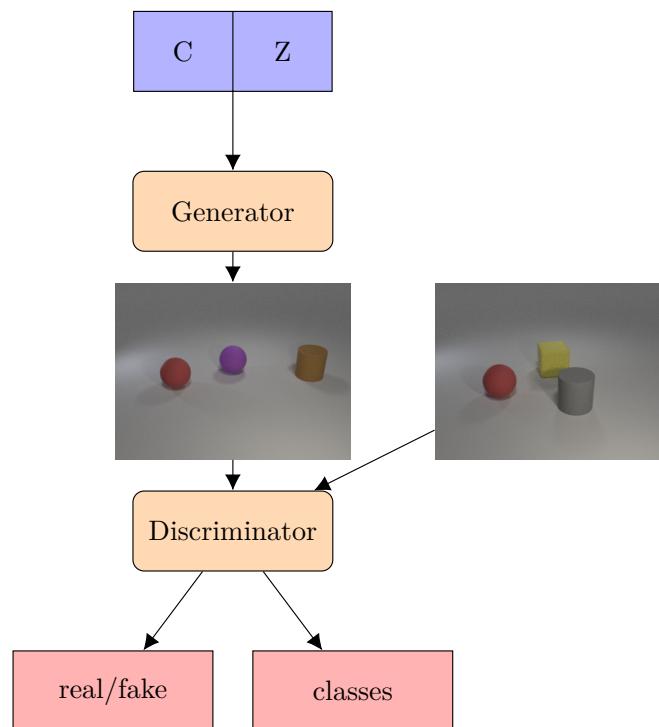 C
Z
Generator
Discriminator
real/fake
classes